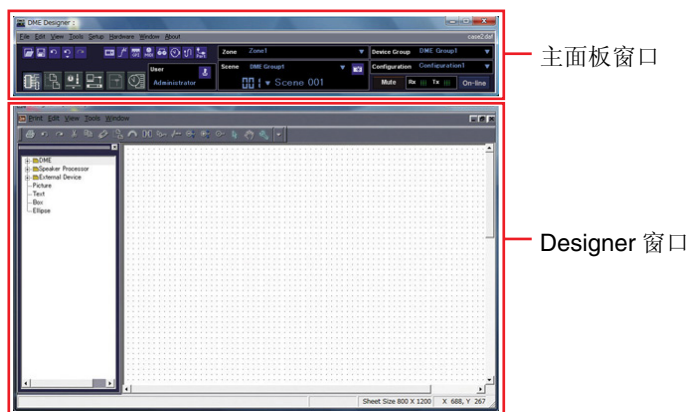 DME Designer :
File Edit View Tools Setup Hardware Window About
case2.daf
Zone Zone1
Device Group DME Group1
User
Administrator
Scene DME Group1
001 Scene 001
Configuration Configuration1
Mute Rx Tx On-line
主面板窗口
Print Edit View Tools Window
DME
Speaker Processor
External Device
Picture
Text
Box
Ellipse
Designer 窗口
Sheet Size 800 X 1200 X 688, Y 267